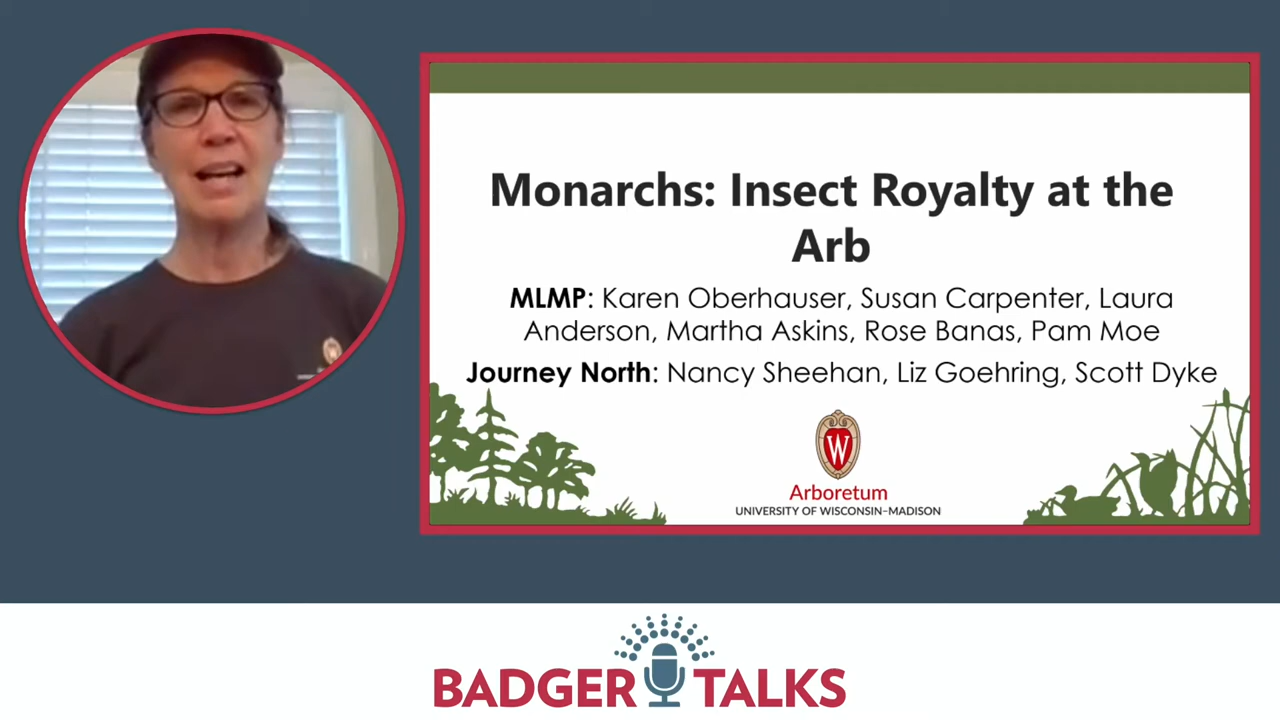 Monarchs: Insect Royalty at the
Arb
MLMP: Karen Oberhauser, Susan Carpenter, Laura
Anderson, Martha Askins, Rose Banas, Pam Moe
Journey North: Nancy Sheehan, Liz Goehring, Scott Dyke
W
Arboretum
UNIVERSITY OF WISCONSIN–MADISON
BADGER TALKS